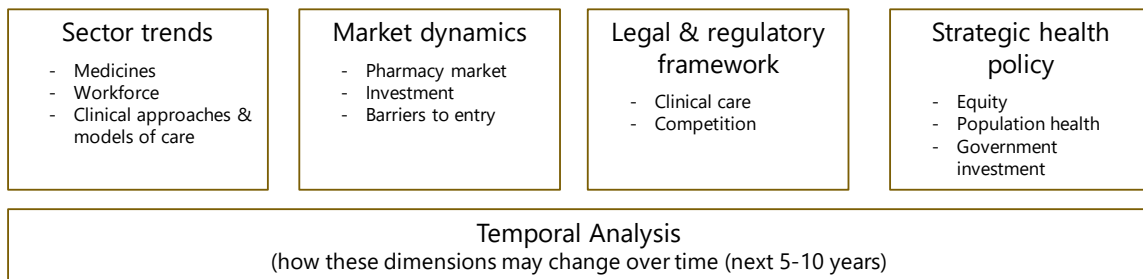 Sector trends
- Medicines
- Workforce
- Clinical approaches &
models of care
Market dynamics
- Pharmacy market
- Investment
- Barriers to entry
Legal & regulatory
framework
- Clinical care
- Competition
Strategic health
policy
- Equity
- Population health
- Government
investment
Temporal Analysis
(how these dimensions may change over time (next 5-10 years)